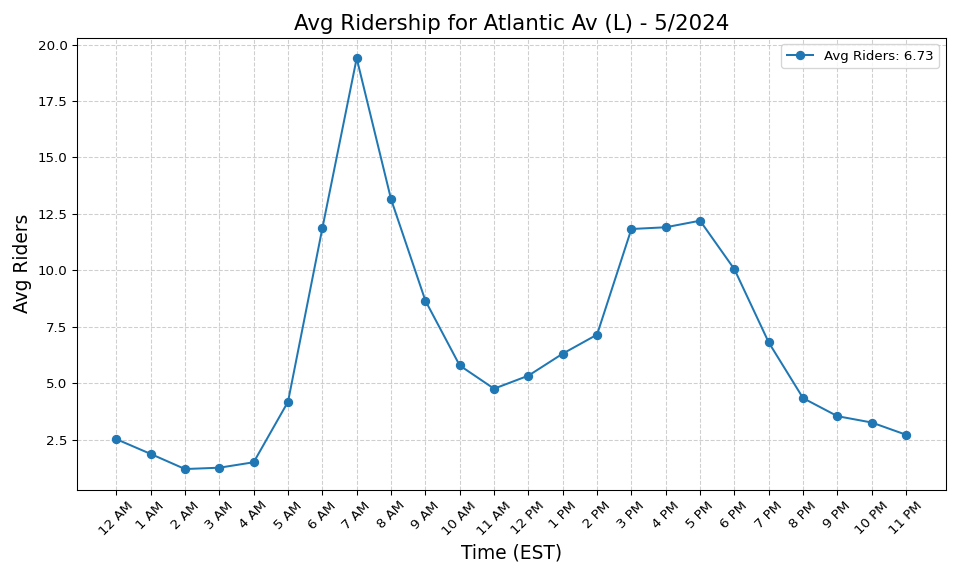 Avg Ridership for Atlantic Av (L) - 5/2024
Avg Riders: 6.73
Avg Riders
20.0
17.5
15.0
12.5
10.0
7.5
5.0
2.5
12 AM
1 AM
2 AM
3 AM
4 AM
5 AM
6 AM
7 AM
8 AM
9 AM
10 AM
11 AM
12 PM
1 PM
2 PM
3 PM
4 PM
5 PM
6 PM
7 PM
8 PM
9 PM
10 PM
11 PM
Time (EST)